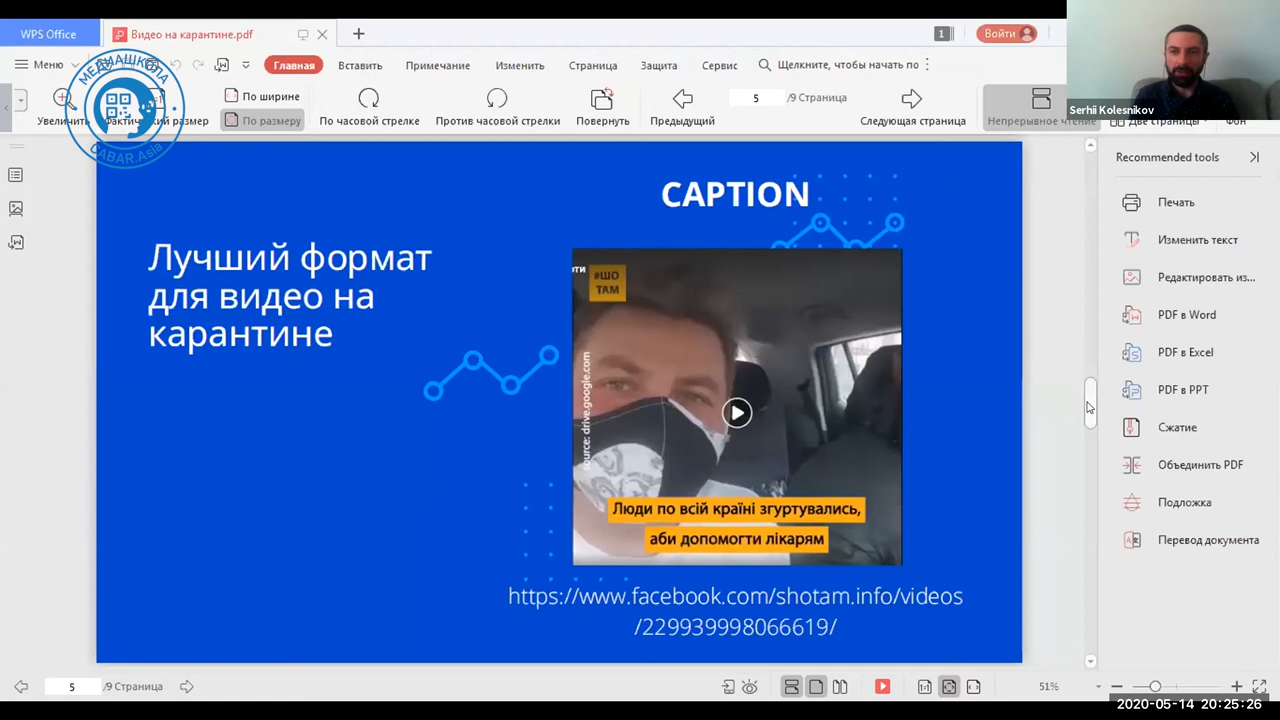 WPS Office
Видео на карантине.pdf
1
Войти
Меню
Главная
Вставить
Примечание
Изменить
Страница
Защита
Сервис
Щелкните, чтобы начать по
Serhii Kolesnikov
МЕДИАШКОЛА
CABAR.Asia
Увеличить
По ширине
По размеру
По часовой стрелке
Против часовой стрелки
Повернуть
Предыдущий
5
/9 Страница
Следующая страница
Непрерывное чтение
CAPTION
Лучший формат
для видео на
карантине
#ШО
ТАМ
source: drive.google.com
Люди по всій країні згуртувались,
аби допомогти лікарям
https://www.facebook.com/shotam.info/videos
/229939998066619/
Recommended tools
Печать
Изменить текст
Редактировать из...
PDF в Word
PDF в Excel
PDF в PPT
Сжатие
Объединить PDF
Подложка
Перевод документа
5
/9 Страница
51%
2020-05-14 20:25:26